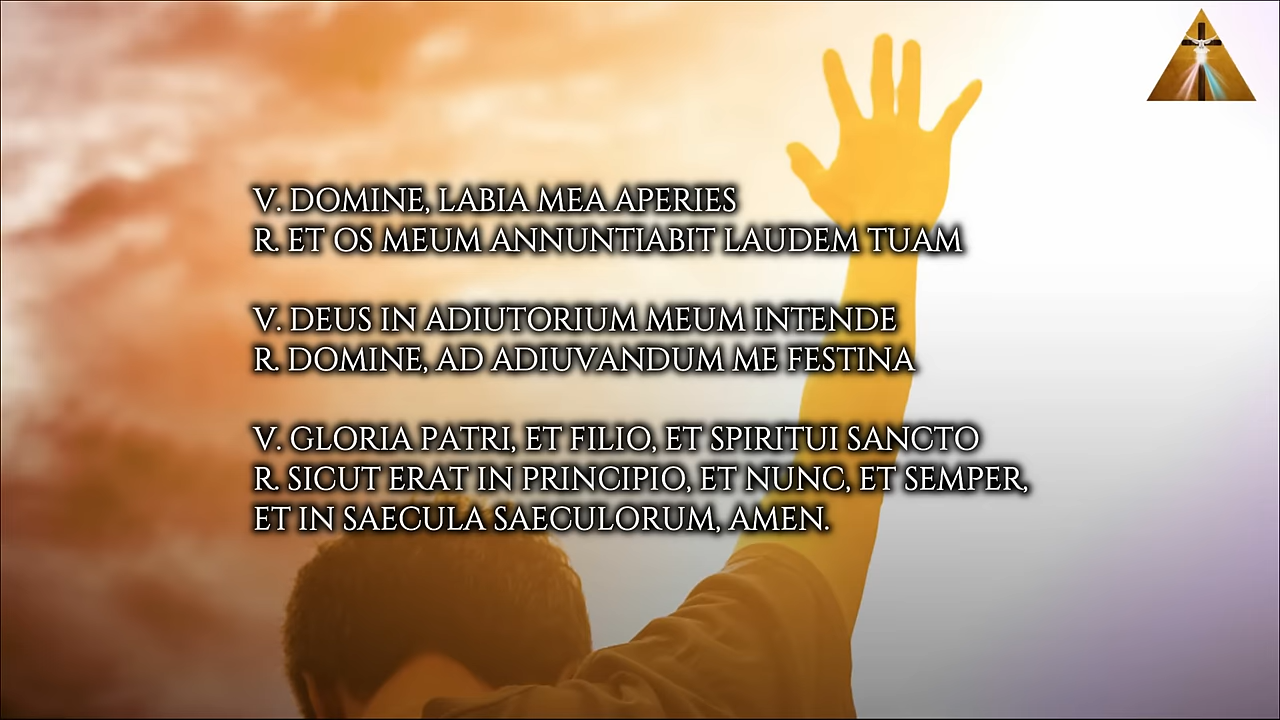 V. DOMINE, LABIA MEA APERIES
R. ET OS MEUM ANNUNTIABIT LAUDEM TUAM
V. DEUS IN ADIUTORIUM MEUM INTENDE
R. DOMINE, AD ADIUVANDUM ME FESTINA
V. GLORIA PATRI, ET FILIO, ET SPIRITUI SANCTO
R. SICUT ERAT IN PRINCIPIO, ET NUNC, ET SEMPER,
ET IN SAECULA SAECULORUM, AMEN.